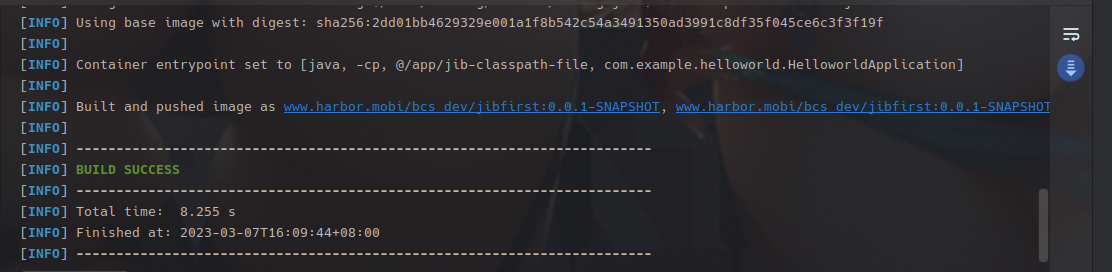 [INFO] Using base image with digest: sha256:2dd01bb4629329e001a1f8b542c54a3491350ad3991c8df35f045ce6c3f3f19f
[INFO]
[INFO] Container entrypoint set to [java, -cp, @/app/jib-classpath-file, com.example.helloworld.HelloworldApplication]
[INFO]
[INFO] Built and pushed image as www.harbor.mobi/bcs_dev/jibfirst:0.0.1-SNAPSHOT, www.harbor.mobi/bcs_dev/jibfirst:0.0.1-SNAPSHOT
[INFO]
[INFO] ------------------------------------------------------------------------
[INFO] BUILD SUCCESS
[INFO] ------------------------------------------------------------------------
[INFO] Total time:  8.255 s
[INFO] Finished at: 2023-03-07T16:09:44+08:00
[INFO] ------------------------------------------------------------------------